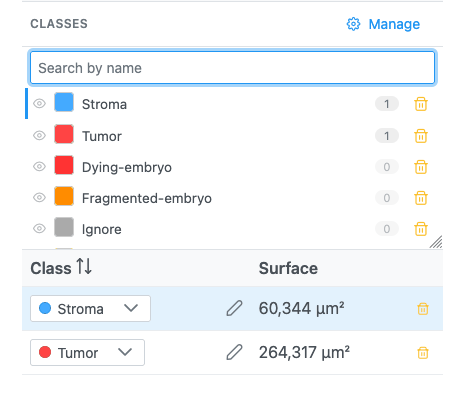 CLASSES Manage
Search by name
Stroma 1
Tumor 1
Dying-embryo 0
Fragmented-embryo 0
Ignore 0
Class Surface
Stroma 60,344 μm²
Tumor 264,317 μm²